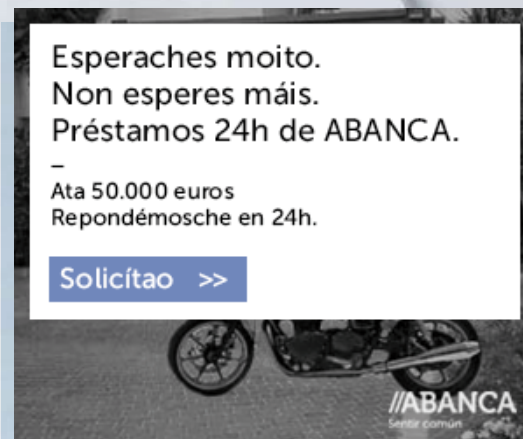 Esperaches moito.
Non esperes máis.
Préstamos 24h de ABANCA.
–
Ata 50.000 euros
Repondémosche en 24h.
Solicítao >>
//ABANCA
Sentir común